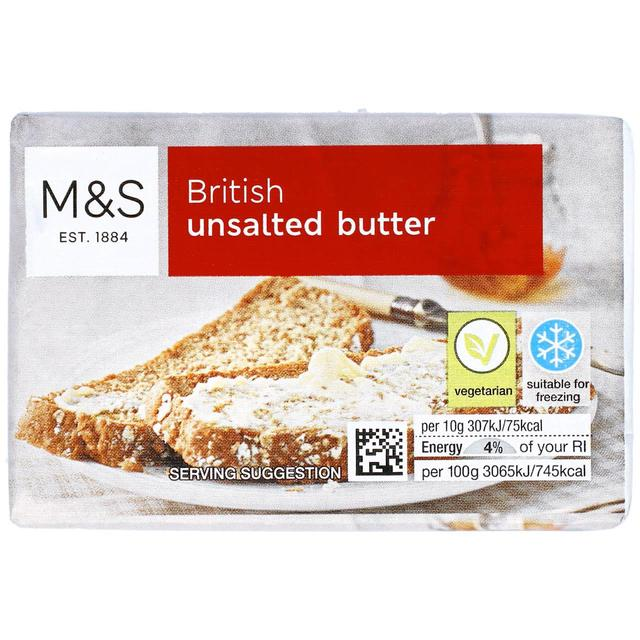 M&S
EST. 1884
British
unsalted butter
vegetarian
suitable for
freezing
per 10g 307kJ/75kcal
Energy 4% of your RI
per 100g 3065kJ/745kcal
SERVING SUGGESTION